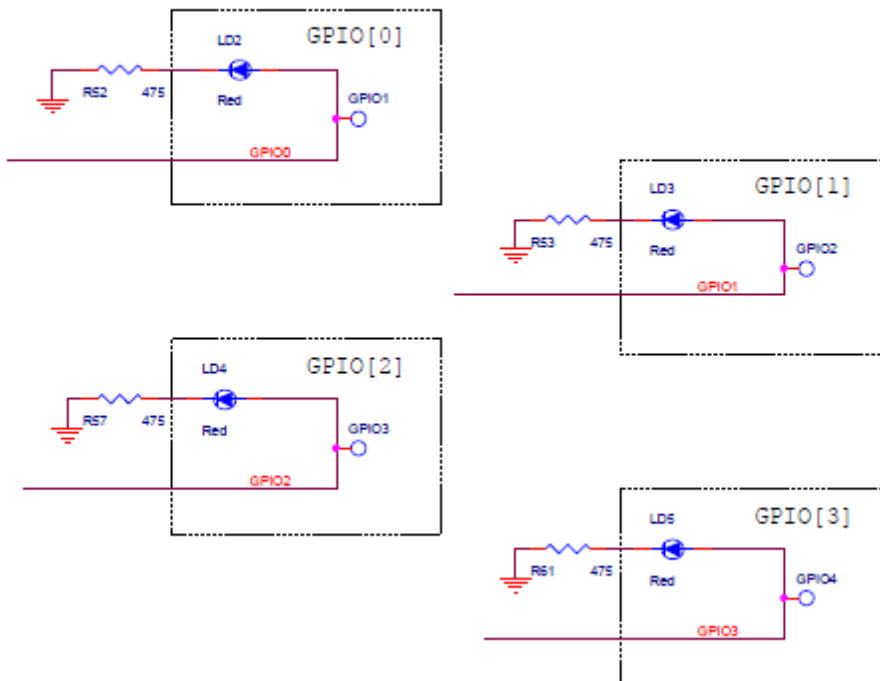 LD2 GPIO[0]
R52 475 Red GPIO1
GPIO0
LD3 GPIO[1]
R53 475 Red GPIO2
GPIO1
LD4 GPIO[2]
R57 475 Red GPIO3
GPIO2
LD5 GPIO[3]
R61 475 Red GPIO4
GPIO3